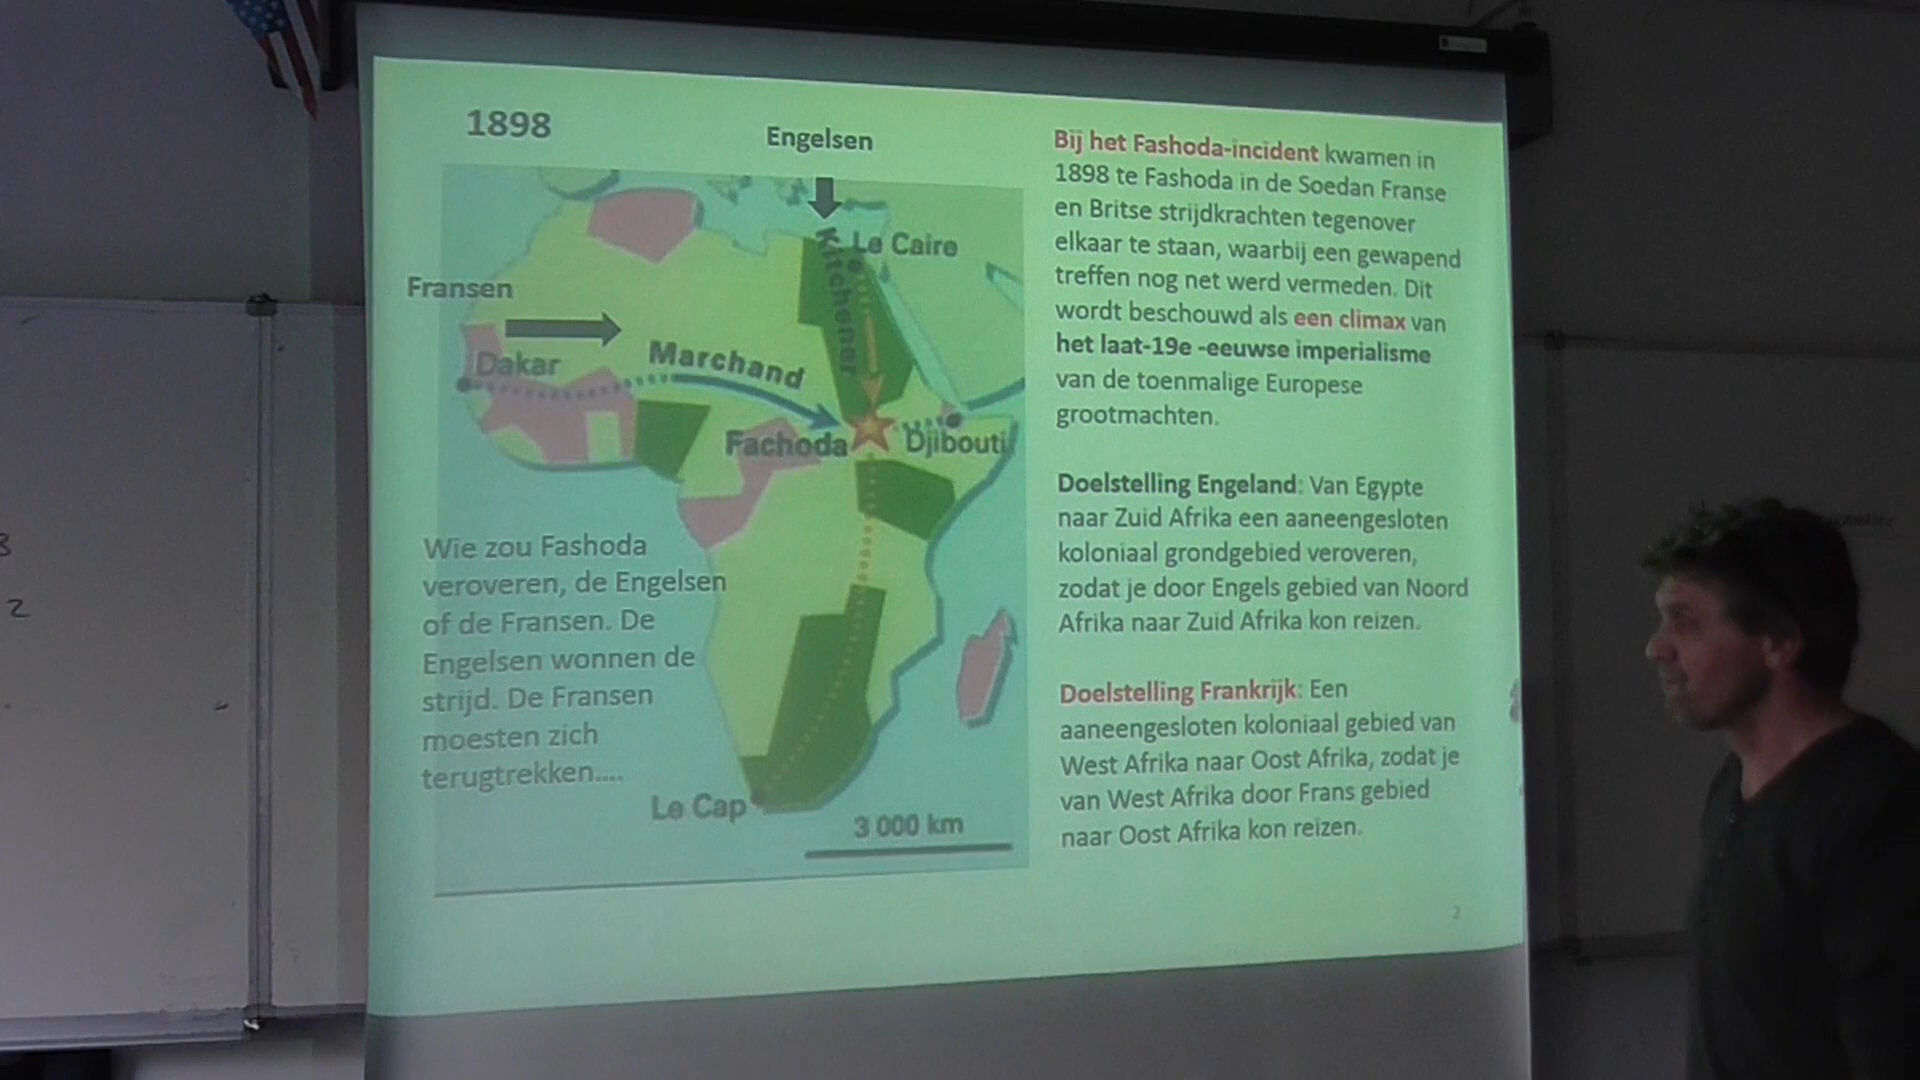 1898
Engelsen
Fransen
Kitchener
Le Caire
Dakar
Marchand
Fachoda
Djibouti
Le Cap
3 000 km
Wie zou Fashoda
veroveren, de Engelsen
of de Fransen. De
Engelsen wonnen de
strijd. De Fransen
moesten zich
terugtrekken....
Bij het Fashoda-incident kwamen in
1898 te Fashoda in de Soedan Franse
en Britse strijdkrachten tegenover
elkaar te staan, waarbij een gewapend
treffen nog net werd vermeden. Dit
wordt beschouwd als een climax van
het laat-19e -eeuwse imperialisme
van de toenmalige Europese
grootmachten.
Doelstelling Engeland: Van Egypte
naar Zuid Afrika een aaneengesloten
koloniaal grondgebied veroveren,
zodat je door Engels gebied van Noord
Afrika naar Zuid Afrika kon reizen.
Doelstelling Frankrijk: Een
aaneengesloten koloniaal gebied van
West Afrika naar Oost Afrika, zodat je
van West Afrika door Frans gebied
naar Oost Afrika kon reizen.
2
2